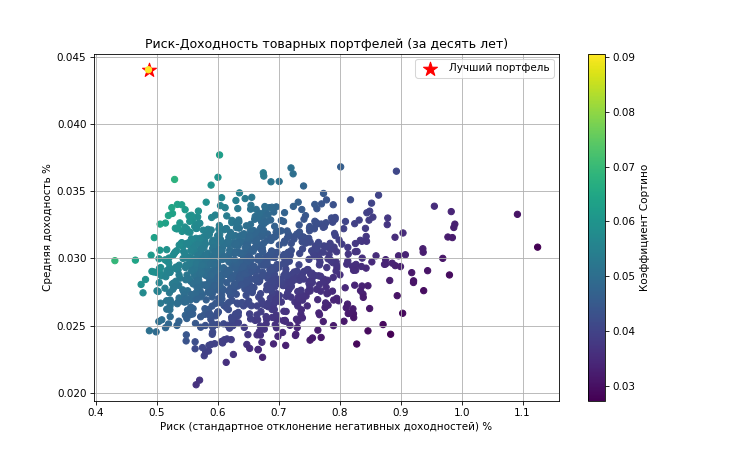 Риск-Доходность товарных портфелей (за десять лет)
Лучший портфель
Средняя доходность %
0.045
0.040
0.035
0.030
0.025
0.020
0.4 0.5 0.6 0.7 0.8 0.9 1.0 1.1
Риск (стандартное отклонение негативных доходностей) %
0.09
0.08
0.07
0.06
0.05
0.04
0.03
Коэффициент Сортино